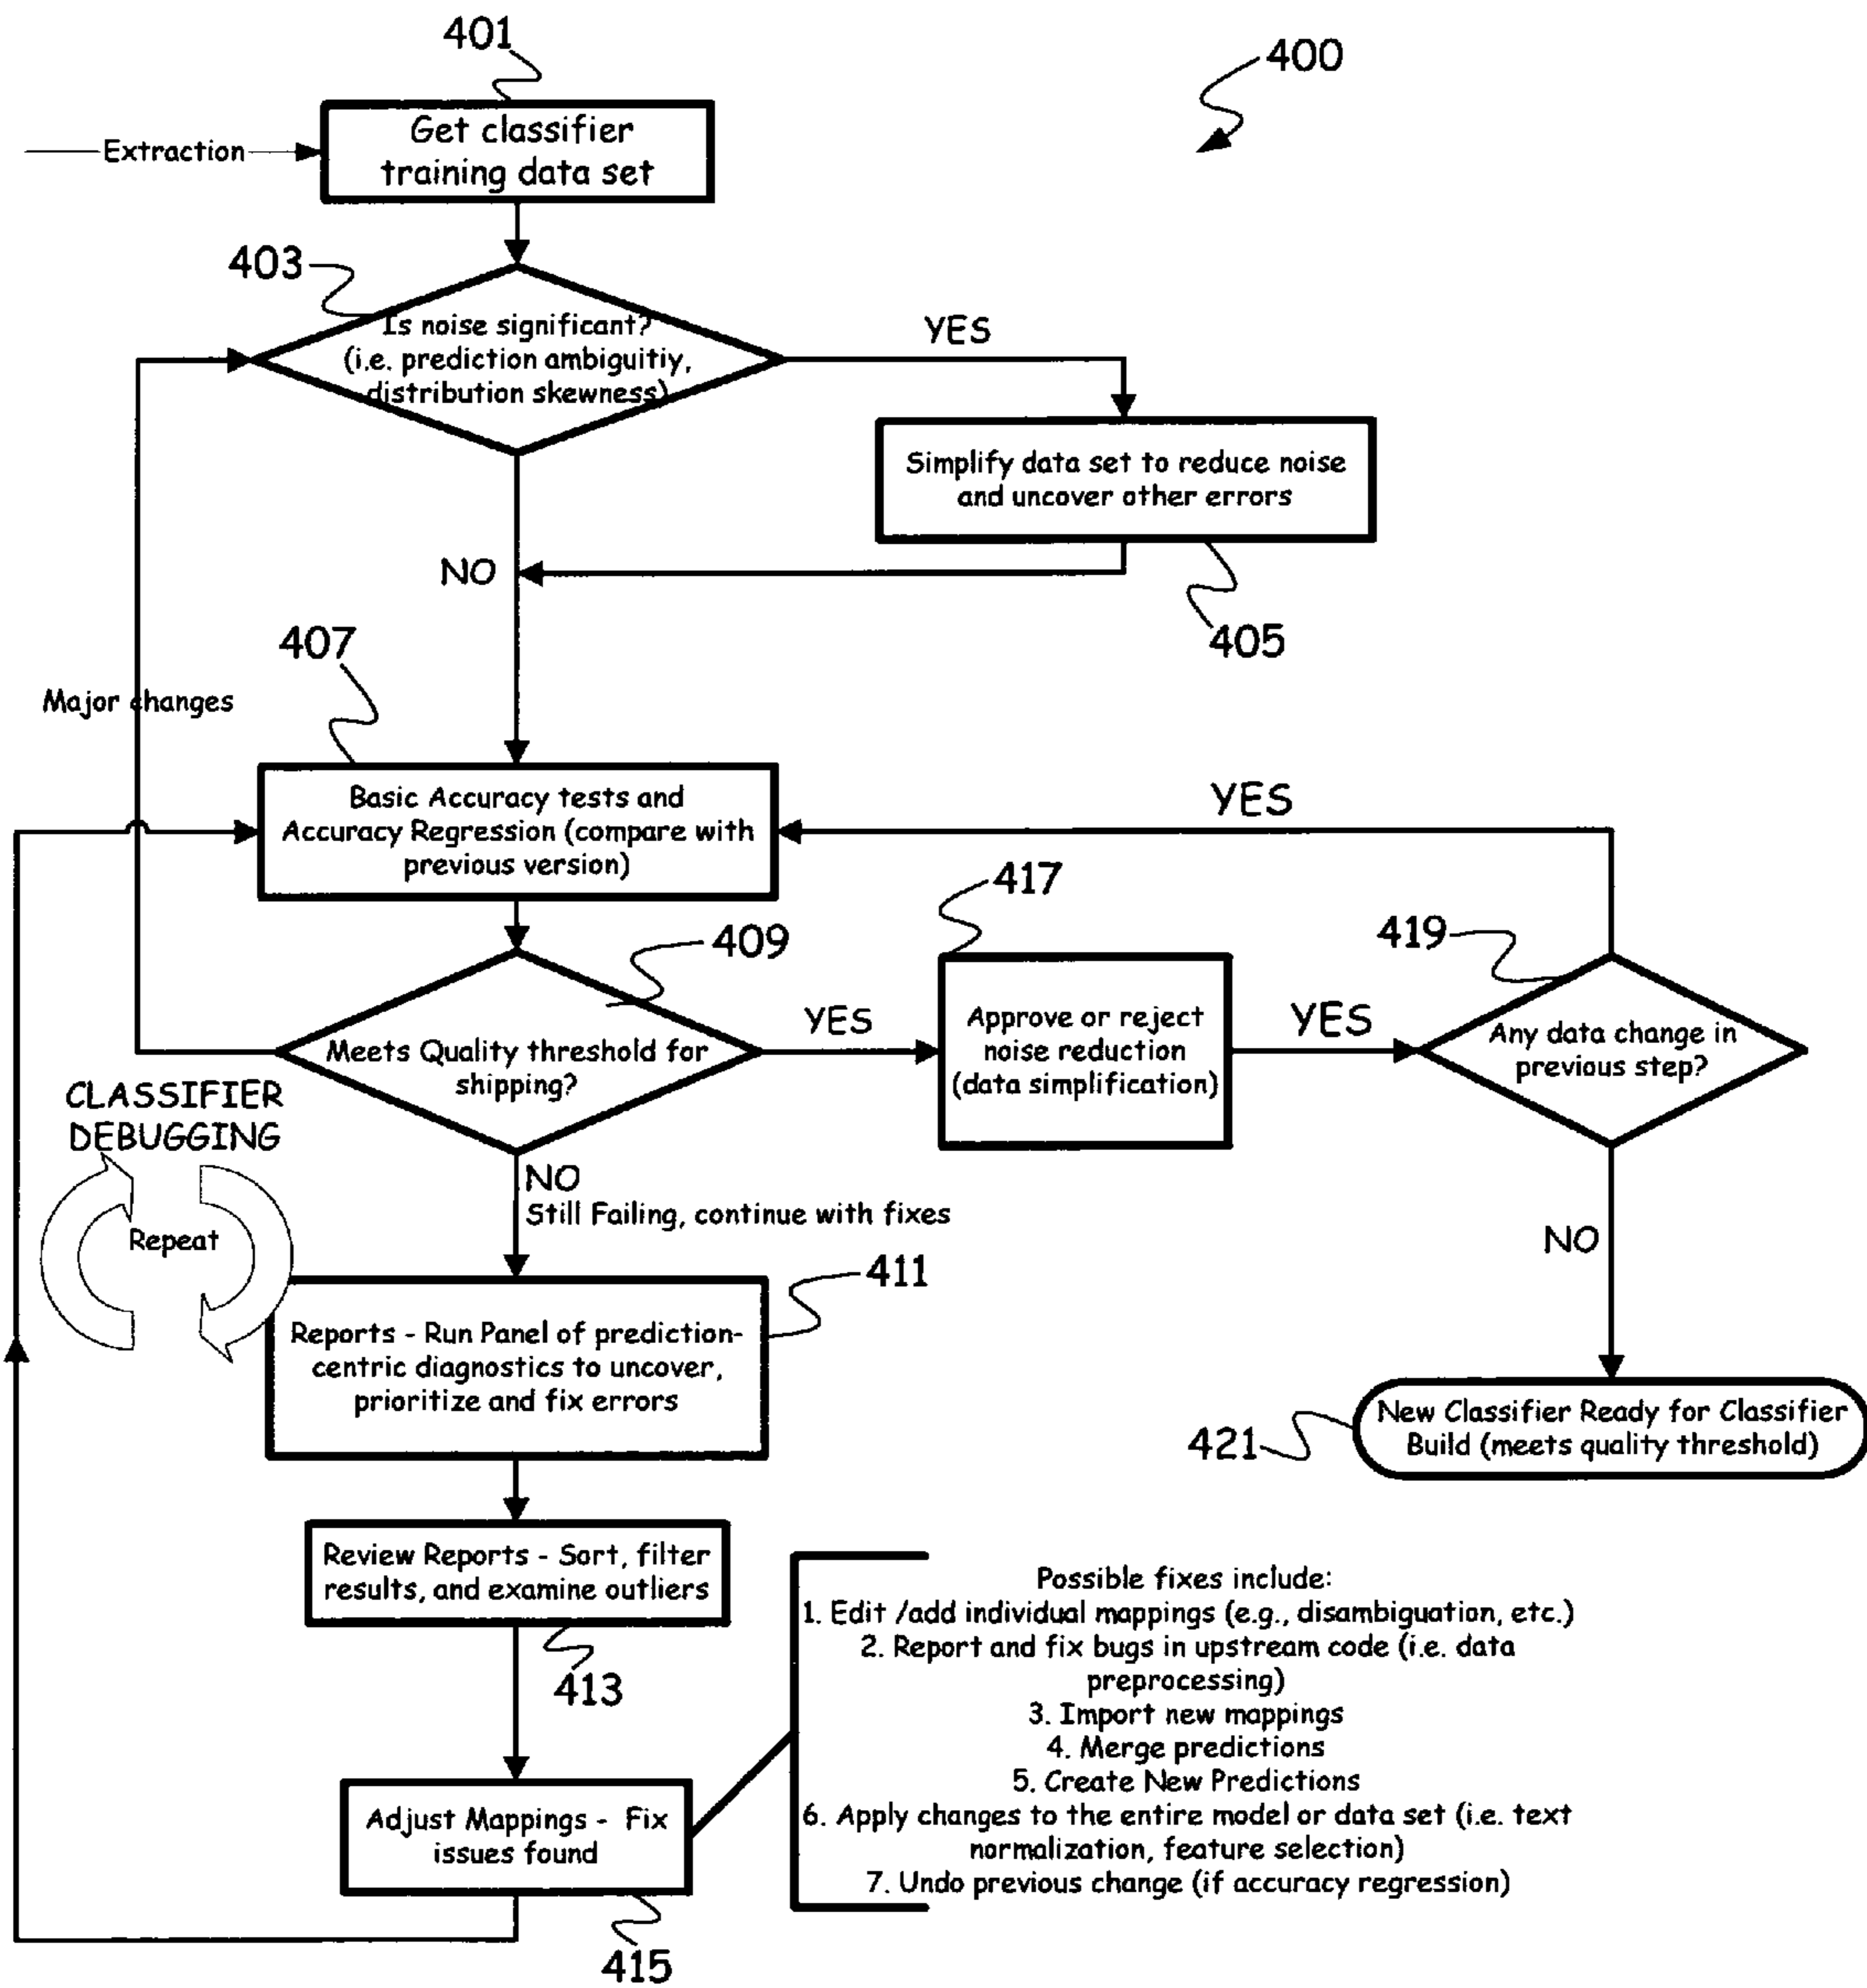 401
400
Extraction
Get classifier
training data set
403
Is noise significant?
(i.e. prediction ambiguitiy,
distribution skewness)
YES
Simplify data set to reduce noise
and uncover other errors
NO
405
407
Major changes
Basic Accuracy tests and
Accuracy Regression (compare with
previous version)
YES
417
409
419
Meets Quality threshold for
shipping?
YES
Approve or reject
noise reduction
(data simplification)
YES
Any data change in
previous step?
CLASSIFIER
DEBUGGING
Repeat
NO
Still Failing, continue with fixes
NO
411
Reports - Run Panel of prediction-
centric diagnostics to uncover,
prioritize and fix errors
New Classifier Ready for Classifier
Build (meets quality threshold)
421
Review Reports - Sort, filter
results, and examine outliers
413
Possible fixes include:
1. Edit /add individual mappings (e.g., disambiguation, etc.)
2. Report and fix bugs in upstream code (i.e. data
preprocessing)
3. Import new mappings
4. Merge predictions
5. Create New Predictions
6. Apply changes to the entire model or data set (i.e. text
normalization, feature selection)
7. Undo previous change (if accuracy regression)
Adjust Mappings - Fix
issues found
415